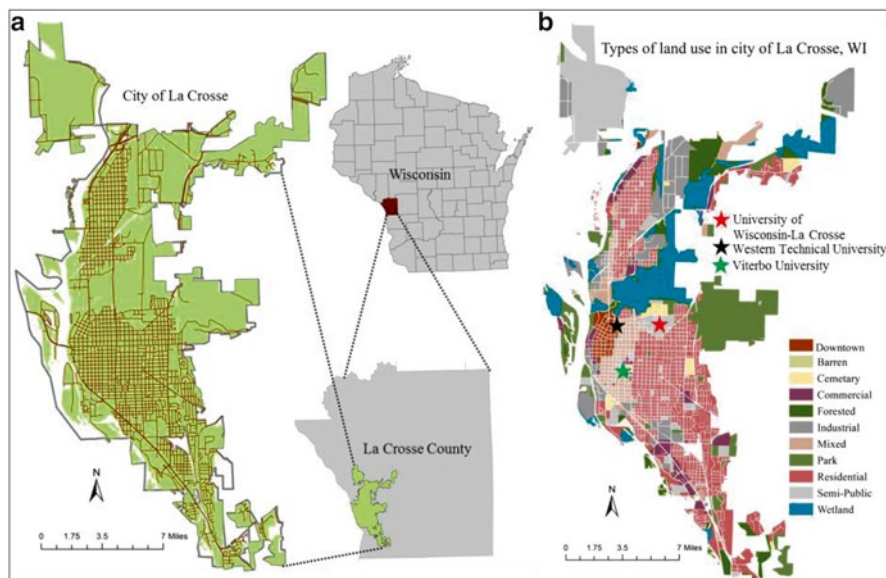 a
City of La Crosse
Wisconsin
La Crosse County
N
0 1.75 3.5 7 Miles
b
Types of land use in city of La Crosse, WI
University of
Wisconsin-La Crosse
Western Technical University
Viterbo University
Downtown
Barren
Cemetary
Commercial
Forested
Industrial
Mixed
Park
Residential
Semi-Public
Wetland
N
0 1.75 3.5 7 Miles